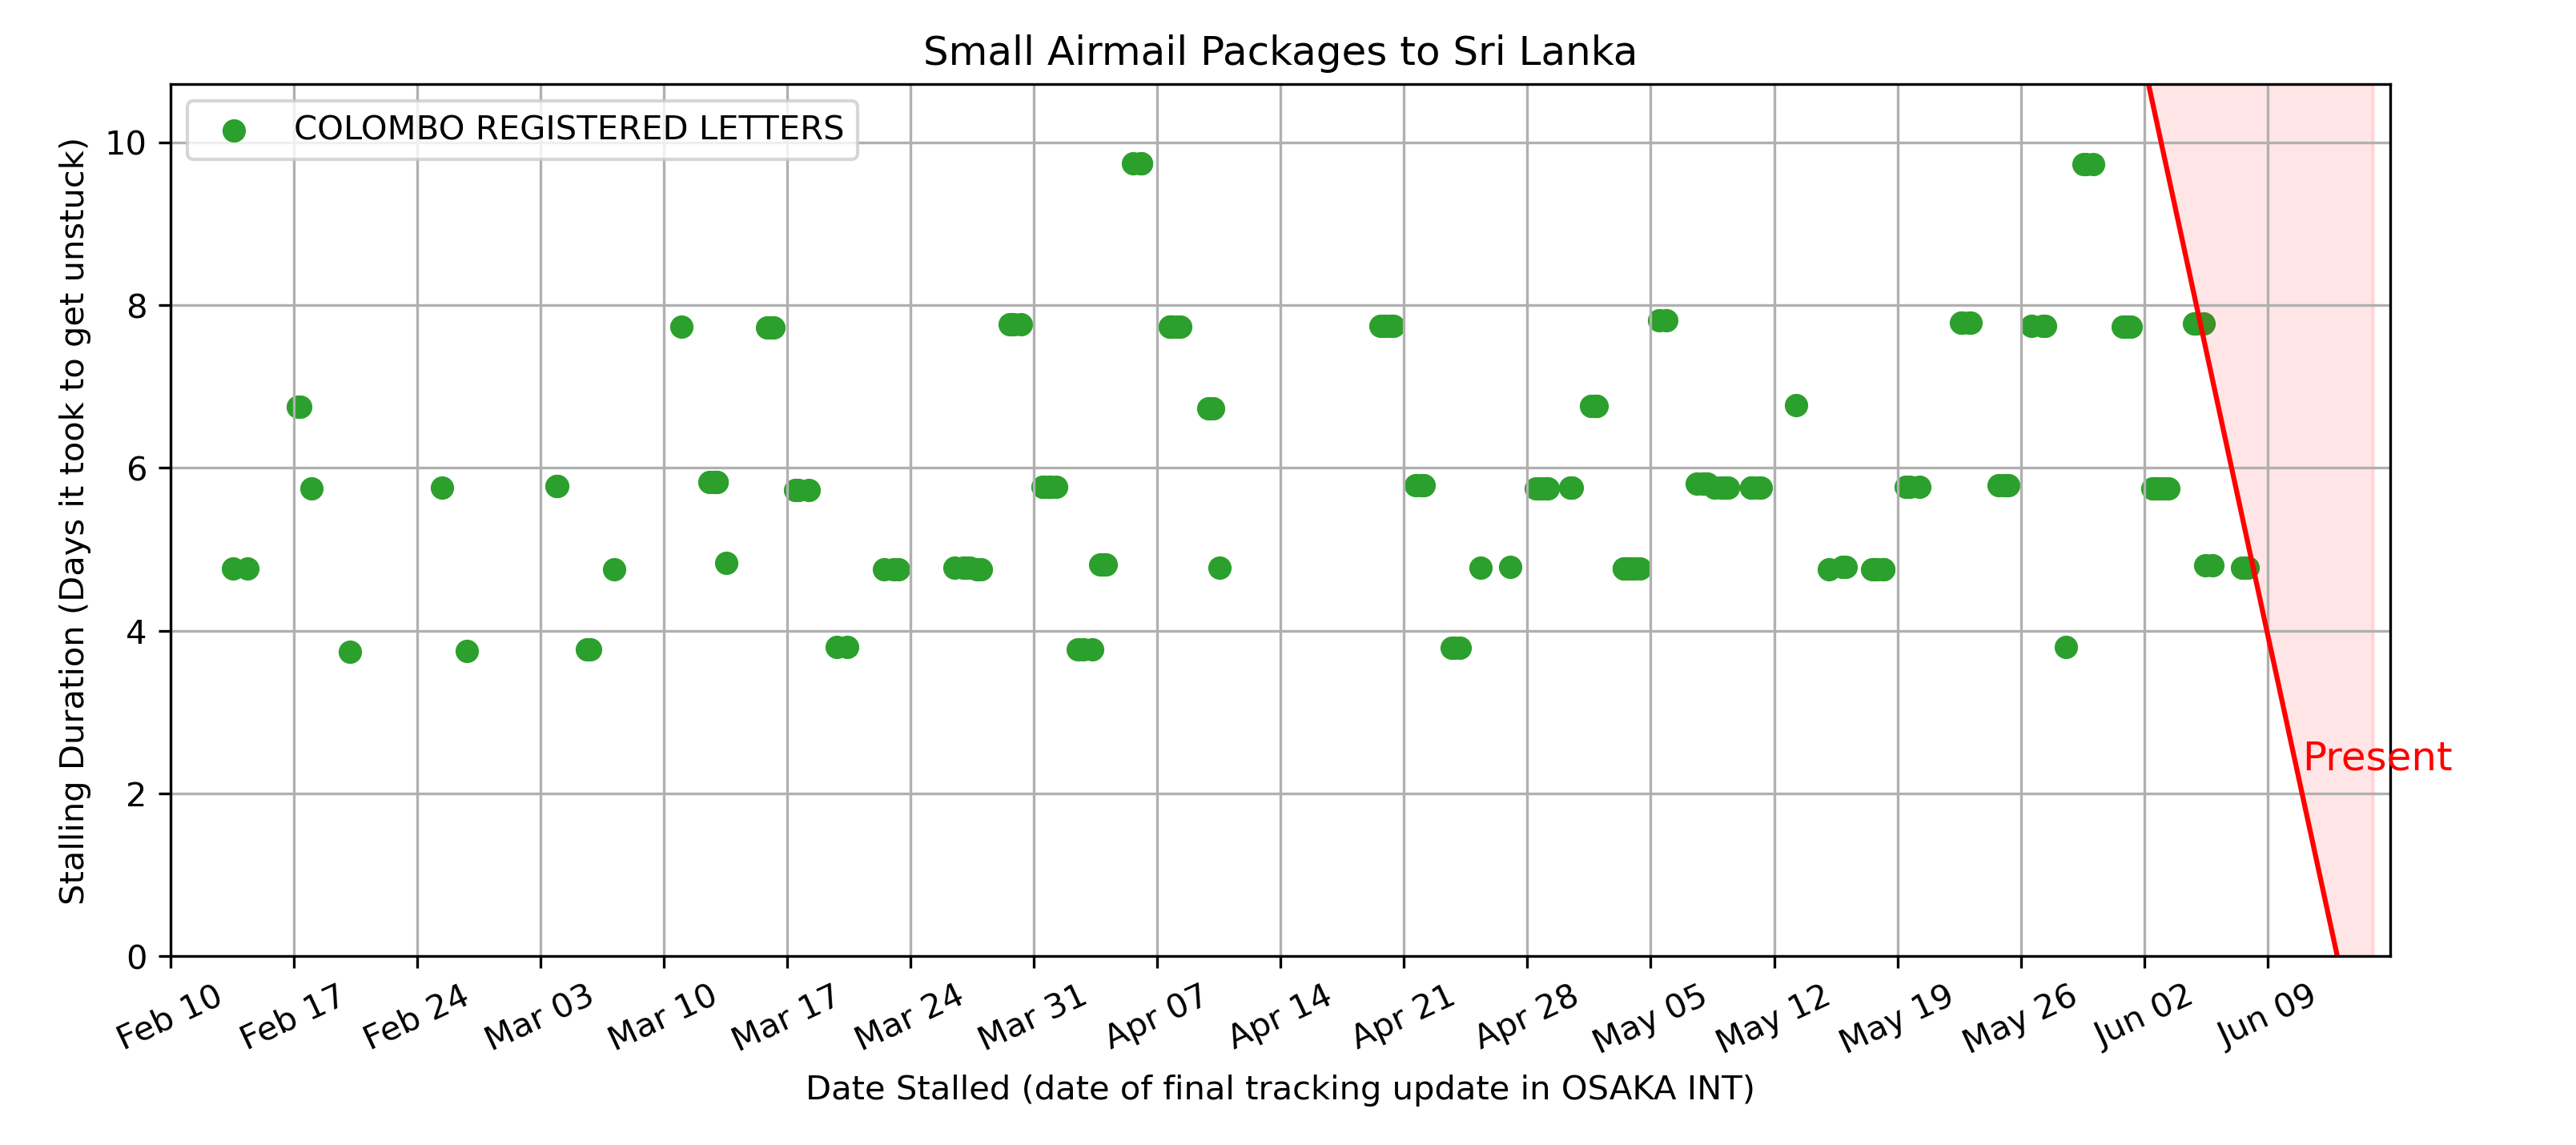 Small Airmail Packages to Sri Lanka
COLOMBO REGISTERED LETTERS
Stalling Duration (Days it took to get unstuck)
10
8
6
4
2
0
Present
Feb 10
Feb 17
Feb 24
Mar 03
Mar 10
Mar 17
Mar 24
Mar 31
Apr 07
Apr 14
Apr 21
Apr 28
May 05
May 12
May 19
May 26
Jun 02
Jun 09
Date Stalled (date of final tracking update in OSAKA INT)